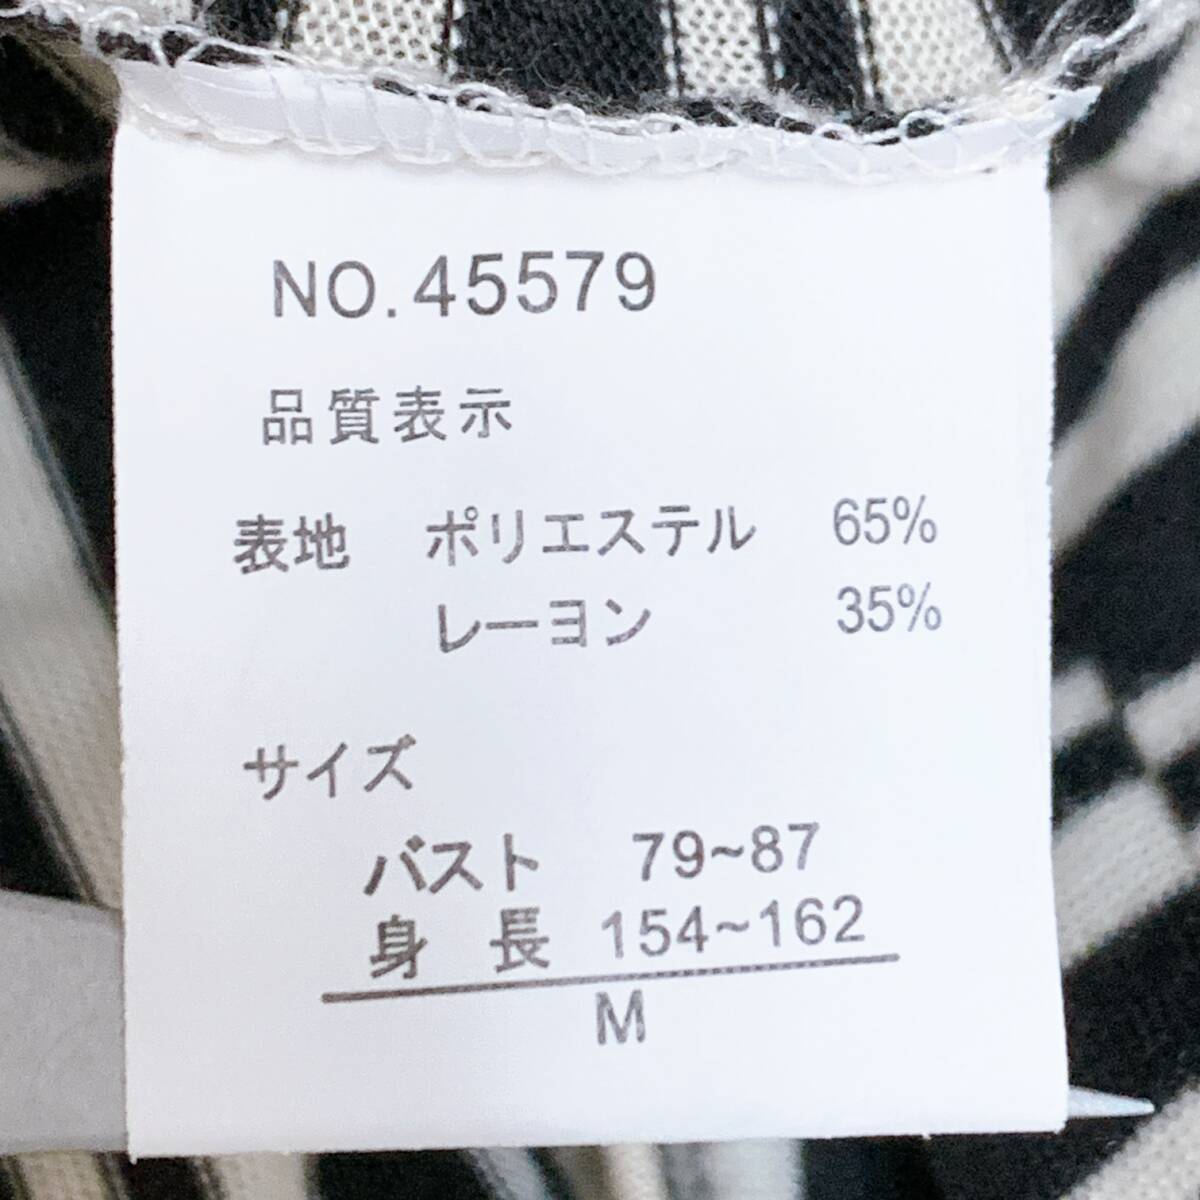 NO.45579
品質表示
表地 ポリエステル 65%
レーヨン 35%
サイズ
バスト 79~87
身 長 154~162
M